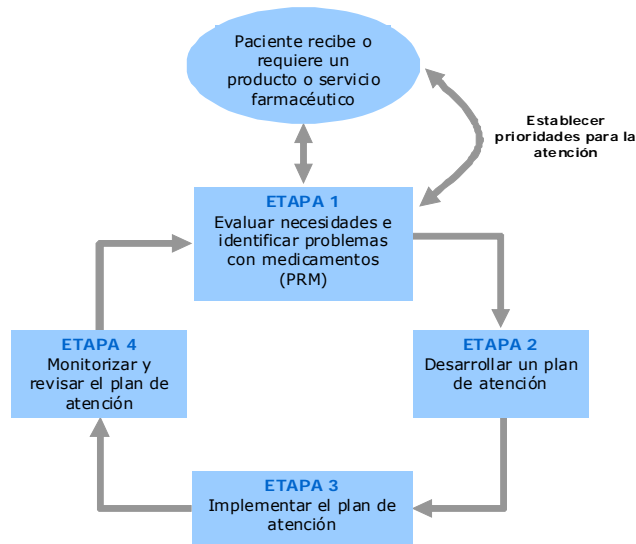 Paciente recibe o
requiere un
producto o servicio
farmacéutico
Establecer
prioridades para la
atención
ETAPA 1
Evaluar necesidades e
identificar problemas
con medicamentos
(PRM)
ETAPA 4
Monitorizar y
revisar el plan de
atención
ETAPA 2
Desarrollar un plan
de atención
ETAPA 3
Implementar el plan de
atención